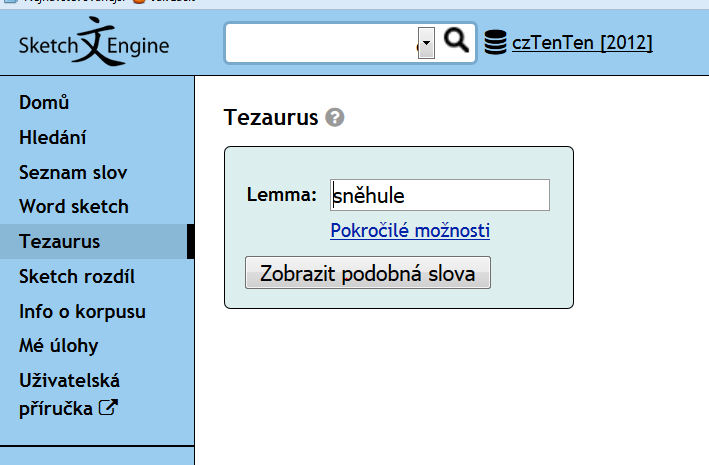 Sketch Engine
czTenTen [2012]
Domů
Hledání
Seznam slov
Word sketch
Tezaurus
Sketch rozdíl
Info o korpusu
Mé úlohy
Uživatelská
příručka
Tezaurus ?
Lemma: sněhule
Pokročilé možnosti
Zobrazit podobná slova